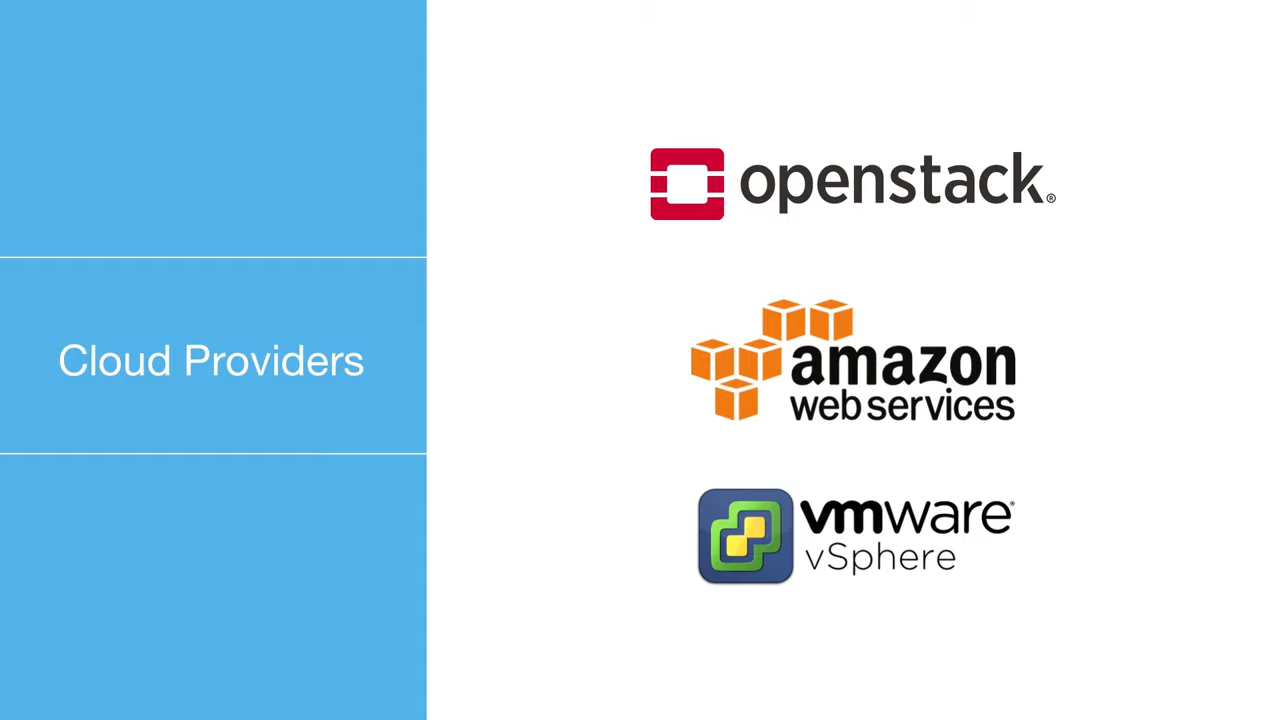 Cloud Providers
openstack®
amazon
web services
vmware®
vSphere